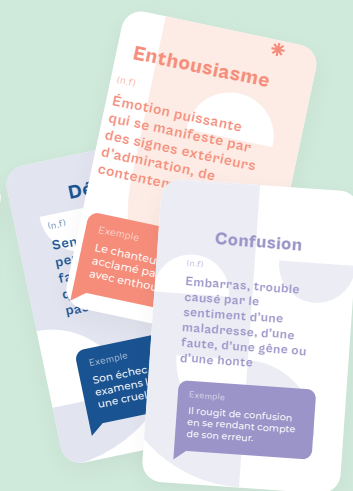 Enthousiasme
(n.f)
Émotion puissante
qui se manifeste par
des signes extérieurs
d'admiration, de
Exemple
Le chanteu
acclamé pa
avec enthou
(n.f)
Exemple
Son échec
examens
une cruel
Confusion
(n.f)
Embarras, trouble
causé par le
sentiment d'une
maladresse, d'une
faute, d'une gêne ou
d'une honte
Exemple
Il rougit de confusion
en se rendant compte
de son erreur.